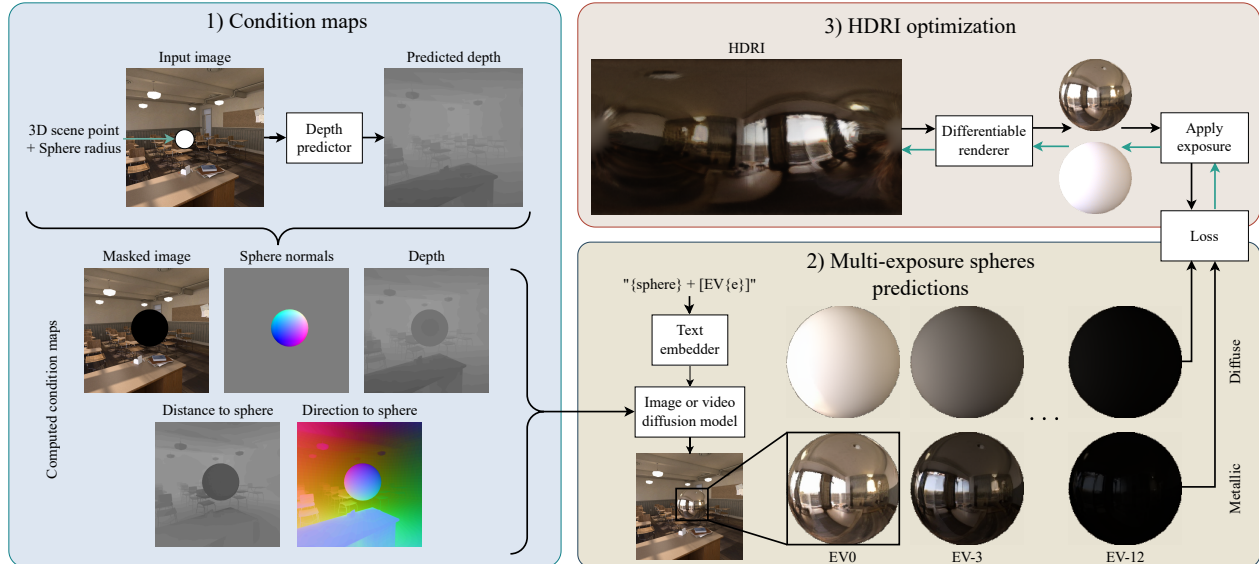 1) Condition maps
Input image
Predicted depth
3D scene point
+ Sphere radius
Depth
predictor
Masked image
Sphere normals
Depth
Computed condition maps
Distance to sphere
Direction to sphere
3) HDRI optimization
HDRI
Differentiable
renderer
Apply
exposure
Loss
2) Multi-exposure spheres
predictions
"{sphere} + [EV{e}]"
Text
embedder
Image or video
diffusion model
. . .
Diffuse
Metallic
EV0
EV-3
EV-12